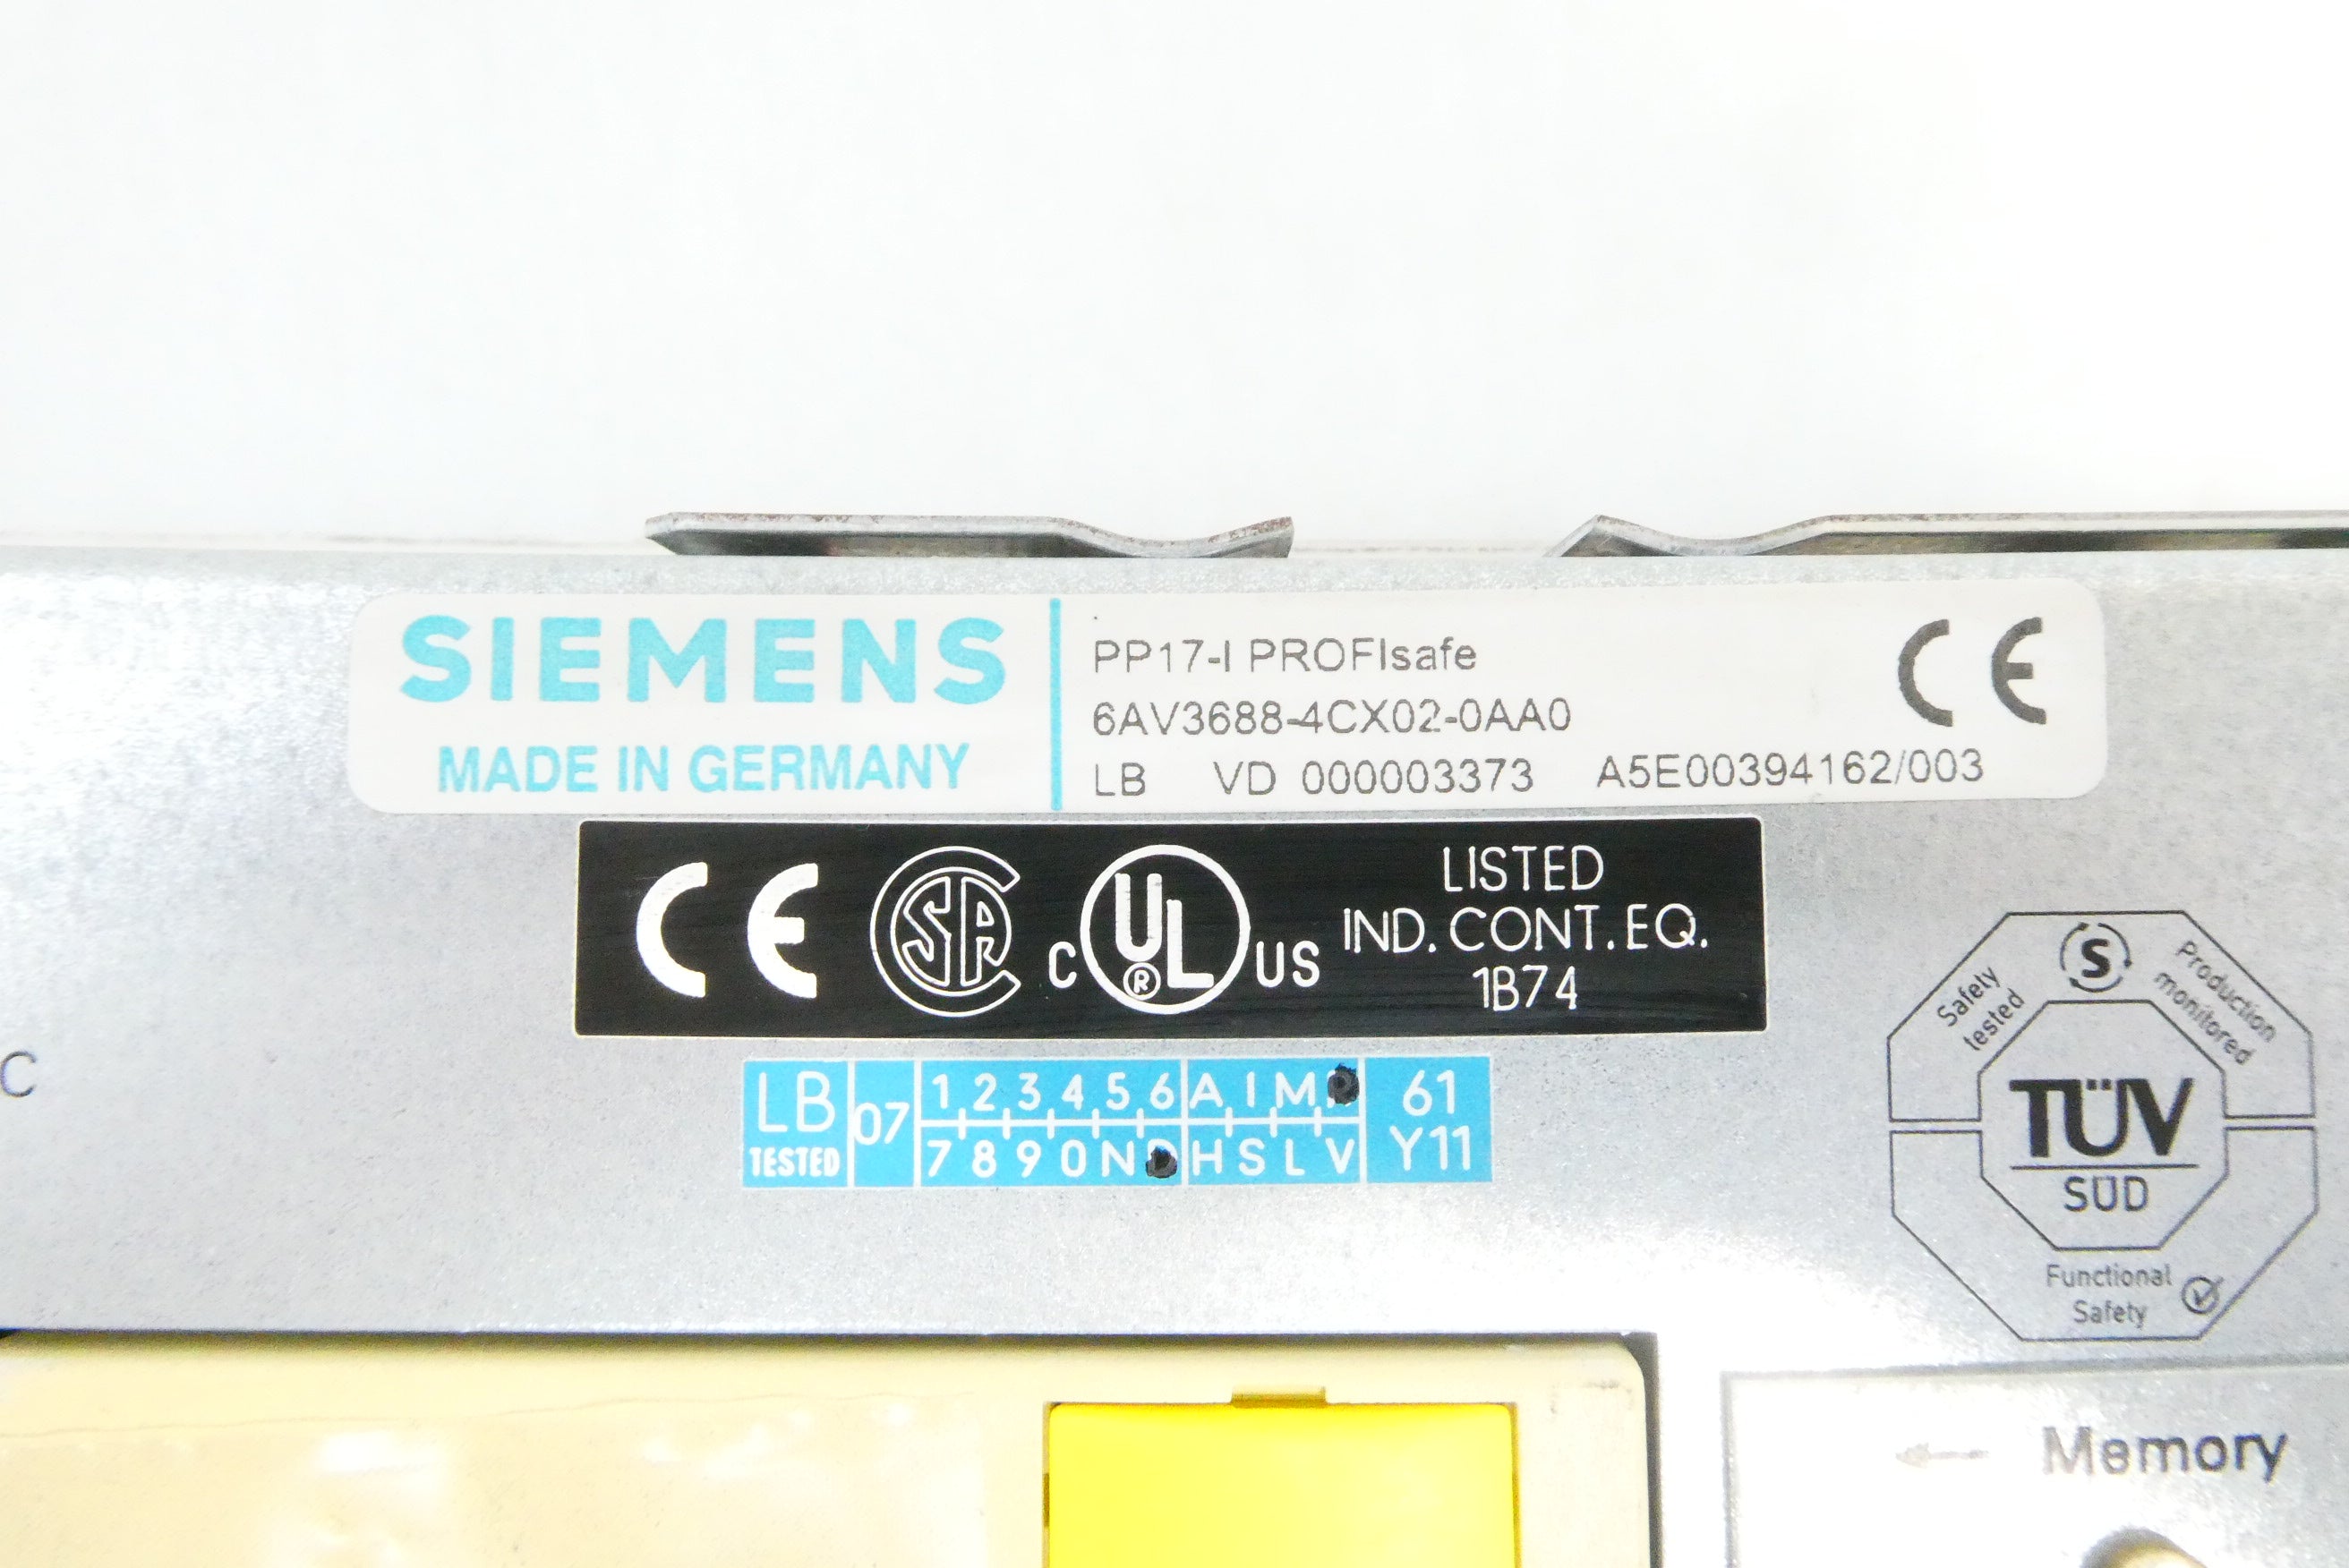 SIEMENS
MADE IN GERMANY
PP17-I PROFIsafe
6AV3688-4CX02-0AA0
LB VD 000003373 A5E00394162/003
CE
CE CSA C UL ® US
LISTED
IND. CONT. EQ.
1B74
C
LB
TESTED
07
1 2 3 4 5 6 A I M
7 8 9 0 N D H S L V
61
Y11
Safety
tested
S
Production
monitored
TÜV
SÜD
Functional
Safety
Memory